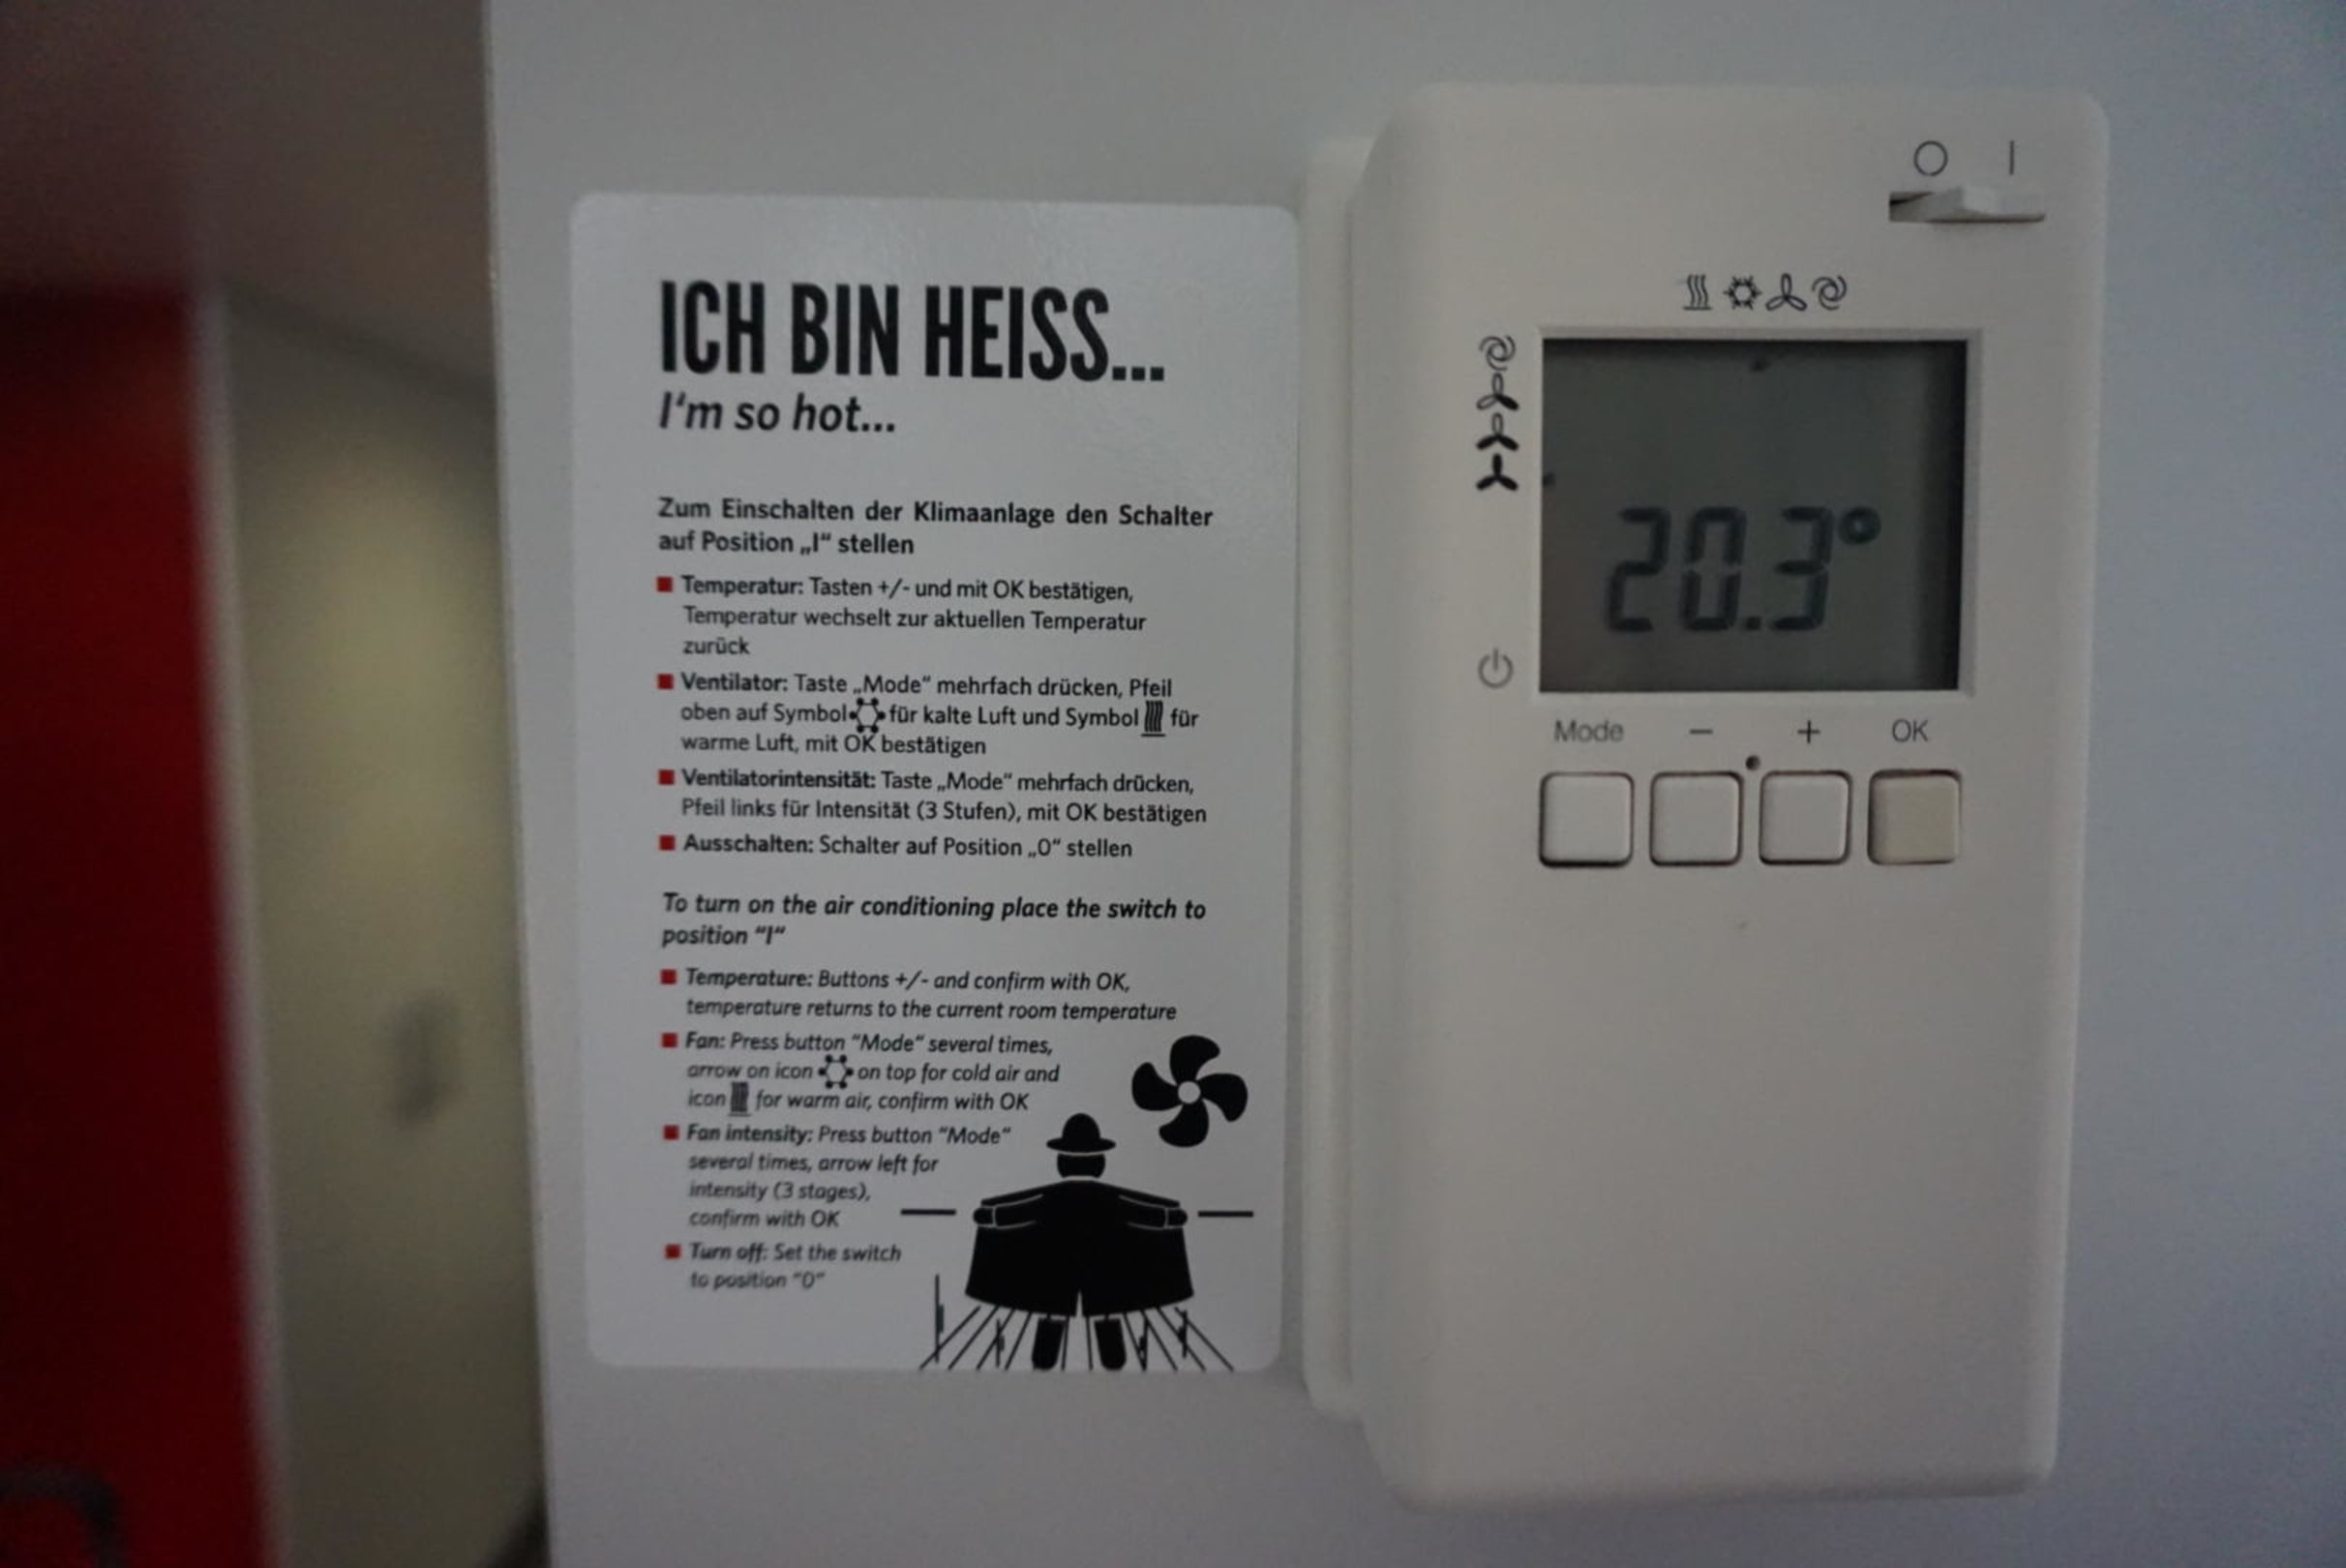 ICH BIN HEISS...
I'm so hot...
Zum Einschalten der Klimaanlage den Schalter
auf Position „I“ stellen
Temperatur: Tasten +/- und mit OK bestätigen,
Temperatur wechselt zur aktuellen Temperatur
zurück
Ventilator: Taste „Mode“ mehrfach drücken, Pfeil
oben auf Symbol für kalte Luft und Symbol für
warme Luft, mit OK bestätigen
Ventilatorintensität: Taste „Mode“ mehrfach drücken,
Pfeil links für Intensität (3 Stufen), mit OK bestätigen
Ausschalten: Schalter auf Position „0“ stellen
To turn on the air conditioning place the switch to
position “I“
Temperature: Buttons +/- and confirm with OK,
temperature returns to the current room temperature
Fan: Press button “Mode“ several times,
arrow on icon on top for cold air and
icon for warm air, confirm with OK
Fan intensity: Press button “Mode“
several times, arrow left for
intensity (3 stages),
confirm with OK
Turn off: Set the switch
to position “0“
O I
20.3°
Mode − + OK